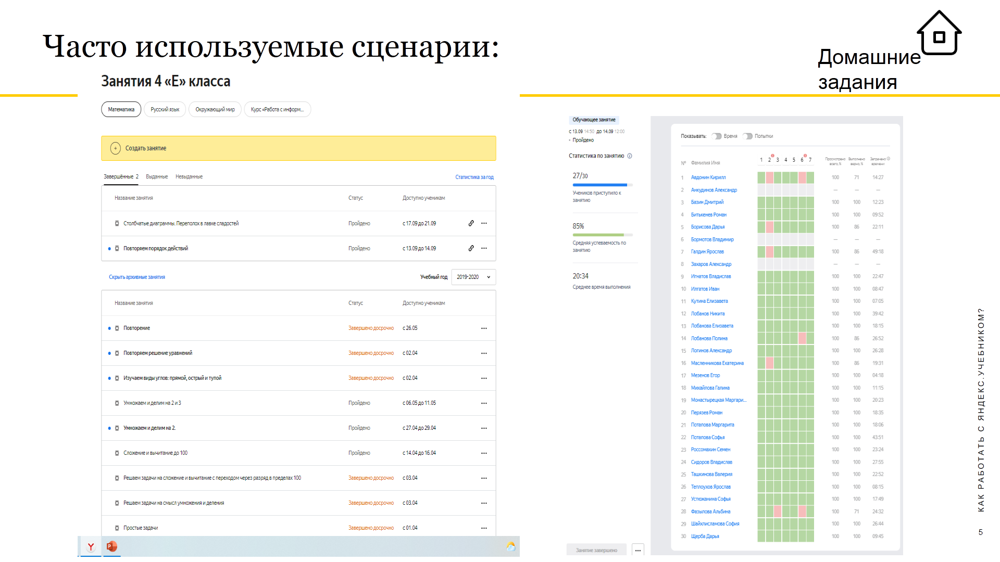 Часто используемые сценарии:
Домашние
задания
Занятия 4 «Е» класса
Математика Русский язык Окружающий мир Курс «Работа с информ...
+ Создать занятие
Завершённые 2 Выданные Невыданные Статистика за год
Название занятия Статус Доступно ученикам
Столбчатые диаграммы. Переполох в лавке сладостей Пройдено с 17.09 до 21.09
Повторяем порядок действий Пройдено с 13.09 до 14.09
Скрыть архивные занятия Учебный год 2019-2020
Название занятия Статус Доступно ученикам
Повторение Завершено досрочно с 26.05
Повторяем решение уравнений Завершено досрочно с 02.04
Изучаем виды углов: прямой, острый и тупой Завершено досрочно с 02.04
Умножаем и делим на 2 и 3 Пройдено с 06.05 до 11.05
Умножаем и делим на 2. Пройдено с 27.04 до 29.04
Сложение и вычитание до 100 Пройдено с 14.04 до 16.04
Решаем задачи на сложение и вычитание с переходом через разряд в пределах 100 Завершено досрочно с 03.04
Решаем задачи на смысл умножения и деления Завершено досрочно с 03.04
Простые задачи Завершено досрочно с 01.04
Обучающее занятие
с 13.09 14:50 до 14.09 12:00
Пройдено
Статистика по занятию
27/30
Учеников приступило к
занятию
85%
Средняя успеваемость по
занятию
20:34
Среднее время выполнения
Занятие завершено
Показывать: Время Попытки
№ Фамилия Имя 1 2 3 4 5 6 7 Просмотрено всего, % Выполнено верно, % Затрачено времени
1 Авдонин Кирилл 100 71 14:27
2 Анкудинов Александр — — —
3 Базин Дмитрий 100 100 12:23
4 Битькенев Роман 100 100 09:52
5 Борисова Дарья 100 86 22:11
6 Бормотов Владимир — — —
7 Галдин Ярослав 100 86 49:18
8 Захаров Александр — — —
9 Игнатов Владислав 100 100 22:47
10 Илгатов Иван 100 100 08:47
11 Кутина Елизавета 100 100 07:05
12 Лобанов Никита 100 100 39:42
13 Лобанова Елизавета 100 100 18:15
14 Лобанова Полина 100 86 26:52
15 Логинов Александр 100 100 26:28
16 Масленникова Екатерина 100 86 19:31
17 Мезенов Егор 100 100 04:18
18 Михайлова Галина 100 100 11:15
19 Монастырецкая Маргари... 100 100 20:23
20 Перязев Роман 100 100 18:35
21 Потапова Маргарита 100 100 18:06
22 Потапова Софья 100 100 43:51
23 Россомахин Семен 100 100 23:24
24 Сидоров Владислав 100 100 27:55
25 Ташкинова Валерия 100 100 22:52
26 Теплоухов Ярослав 100 100 08:15
27 Устюжанина Софья 100 100 17:49
28 Фазылова Альбина 100 71 24:32
29 Шайхлисламова София 100 100 26:44
30 Щерба Дарья 100 100 09:45
КАК РАБОТАТЬ С ЯНДЕКС.УЧЕБНИКОМ?
5